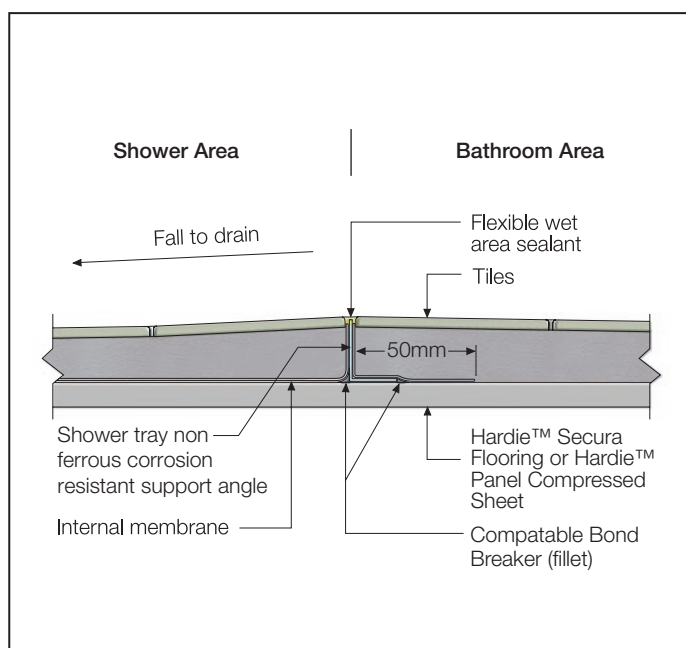 Shower Area
Bathroom Area
Fall to drain
Flexible wet
area sealant
Tiles
50mm
Shower tray non
ferrous corrosion
resistant support angle
Internal membrane
Hardie™ Secura
Flooring or Hardie™
Panel Compressed
Sheet
Compatable Bond
Breaker (fillet)